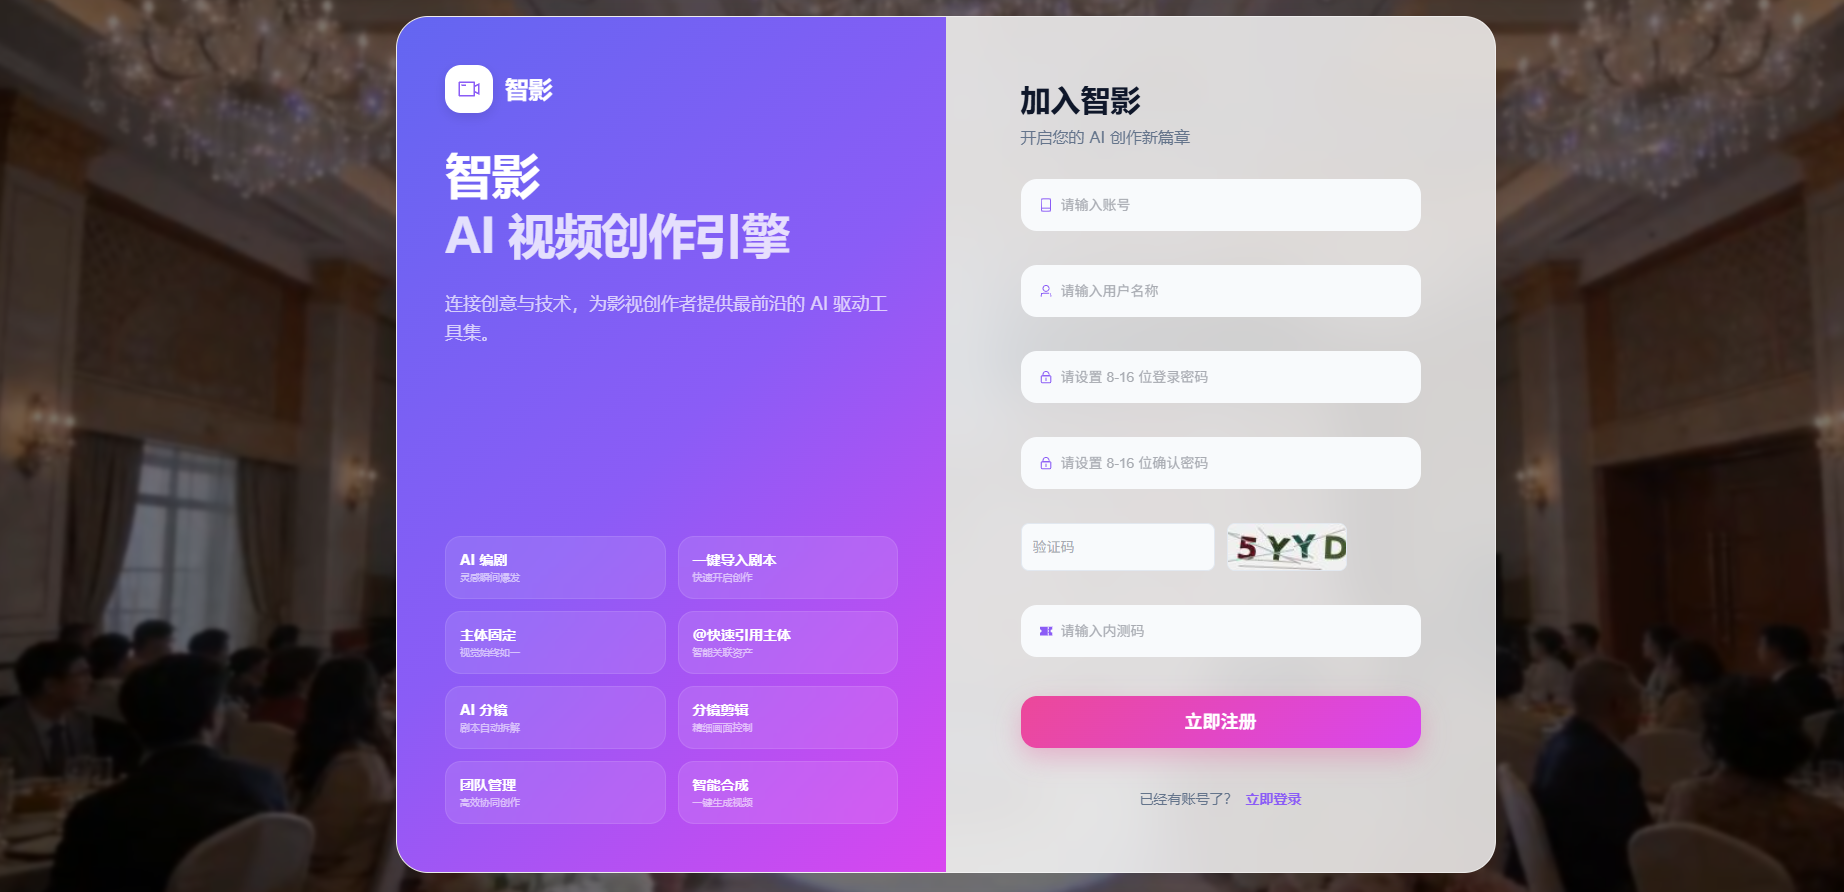 智影
智影
AI 视频创作引擎
连接创意与技术，为影视创作者提供最前沿的 AI 驱动工
具集。
AI 编剧
灵感瞬间爆发
一键导入剧本
快速开启创作
主体固定
视觉始终如一
@快速引用主体
智能关联资产
AI 分镜
剧本自动拆解
分镜剪辑
精细画面控制
团队管理
高效协同创作
智能合成
一键生成视频
加入智影
开启您的 AI 创作新篇章
请输入账号
请输入用户名称
请设置 8-16 位登录密码
请设置 8-16 位确认密码
验证码
5YYD
请输入内测码
立即注册
已经有账号了？ 立即登录